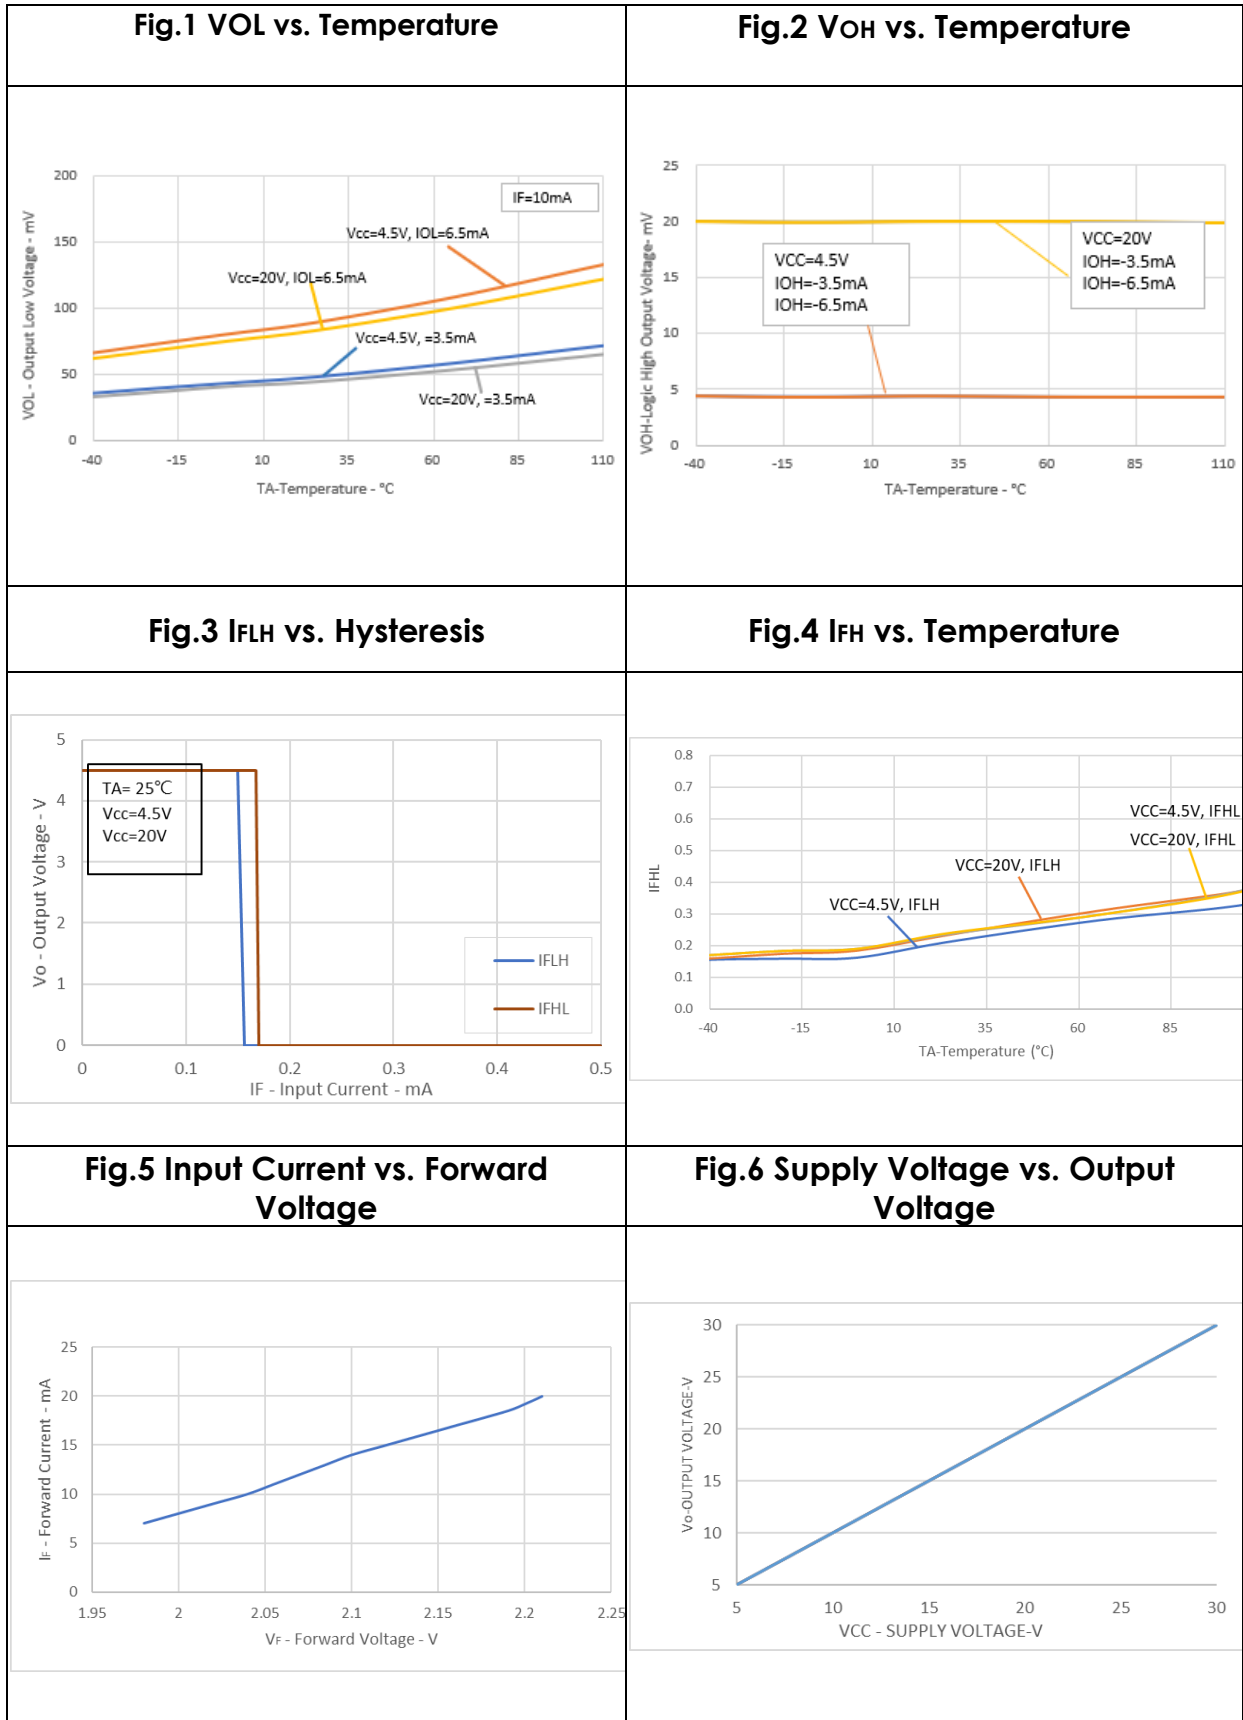 Fig.1 VOL vs. Temperature
Fig.2 VOH vs. Temperature
VOL - Output Low Voltage - mV
200
150
100
50
0
IF=10mA
Vcc=4.5V, IOL=6.5mA
Vcc=20V, IOL=6.5mA
Vcc=4.5V, =3.5mA
Vcc=20V, =3.5mA
-40 -15 10 35 60 85 110
TA-Temperature - °C
VOH-Logic High Output Voltage- mV
25
20
15
10
5
0
VCC=4.5V
IOH=-3.5mA
IOH=-6.5mA
VCC=20V
IOH=-3.5mA
IOH=-6.5mA
-40 -15 10 35 60 85 110
TA-Temperature - °C
Fig.3 IFLH vs. Hysteresis
Fig.4 IFH vs. Temperature
Vo - Output Voltage - V
5
4
3
2
1
0
TA= 25℃
Vcc=4.5V
Vcc=20V
IFLH
IFHL
0 0.1 0.2 0.3 0.4 0.5
IF - Input Current - mA
IFHL
0.8
0.7
0.6
0.5
0.4
0.3
0.2
0.1
0.0
VCC=4.5V, IFHL
VCC=20V, IFHL
VCC=20V, IFLH
VCC=4.5V, IFLH
-40 -15 10 35 60 85
TA-Temperature (°C)
Fig.5 Input Current vs. Forward
Voltage
Fig.6 Supply Voltage vs. Output
Voltage
IF - Forward Current - mA
25
20
15
10
5
0
1.95 2 2.05 2.1 2.15 2.2 2.25
VF - Forward Voltage - V
Vo-OUTPUT VOLTAGE-V
30
25
20
15
10
5
5 10 15 20 25 30
VCC - SUPPLY VOLTAGE-V